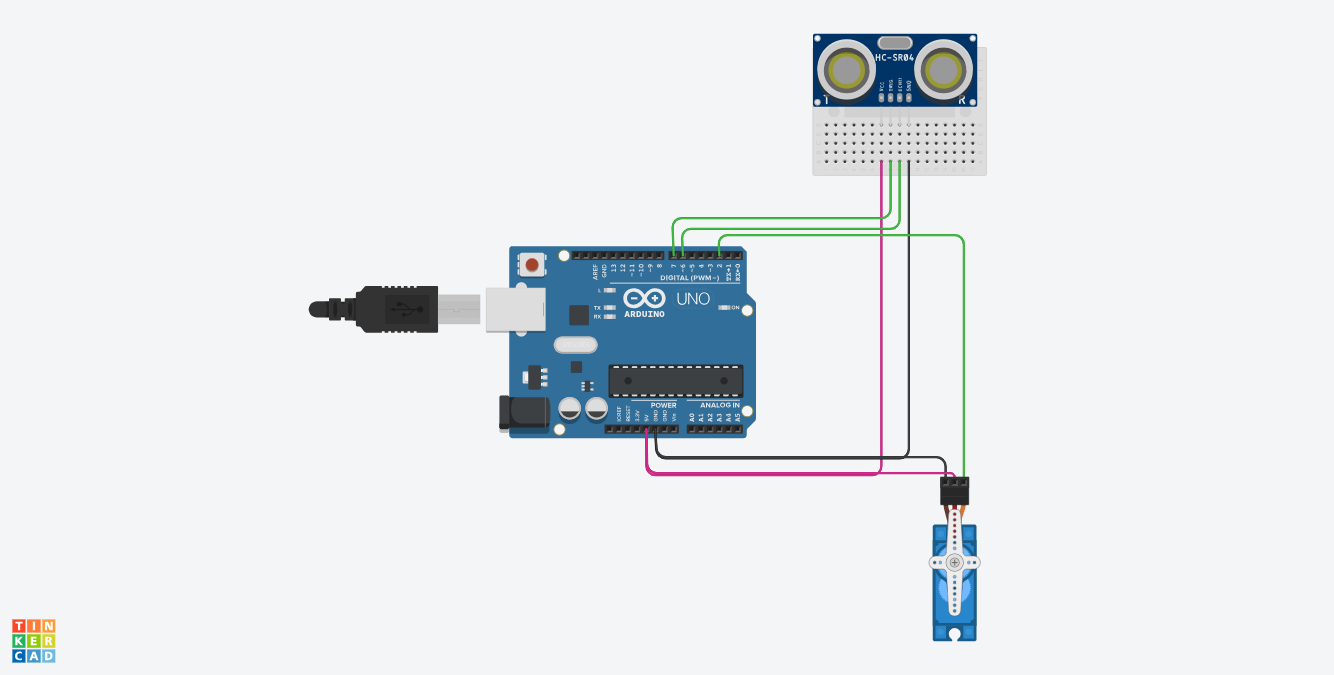 HC-SR04
VCC
TRIG
ECHO
GND
T
R
AREF
GND
13
12
~11
~10
~9
8
7
~6
~5
4
~3
2
TX→1
RX←0
DIGITAL (PWM~)
L
TX
RX
UNO
ARDUINO
ON
POWER
ANALOG IN
IOREF
RESET
3.3V
5V
GND
GND
Vin
A0
A1
A2
A3
A4
A5
TIN
KER
CAD